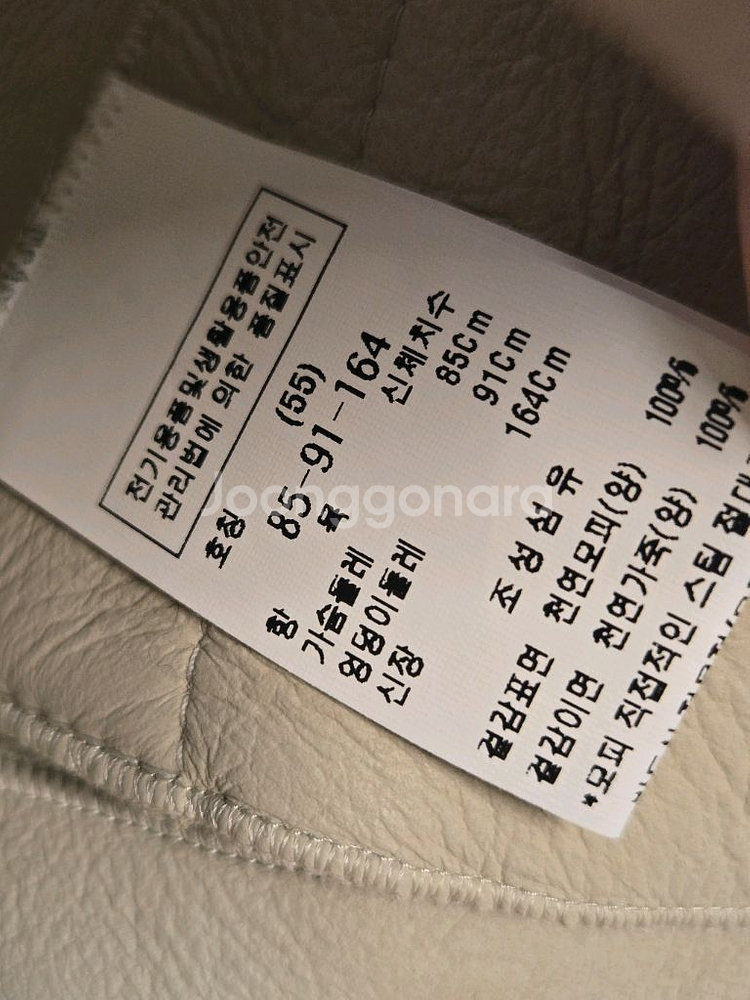 전기용품및생활용품안전
관리법에 의한 품질표시
호칭
(55)
85-91-164
항 목 신체치수
가슴둘레 85Cm
엉덩이둘레 91Cm
신장 164Cm
조 성 섬 유
겉감표면 천연모피(양) 100%
겉감이면 천연가죽(양) 100%
*모피 직접적인 스팀 절대
Joonggonara